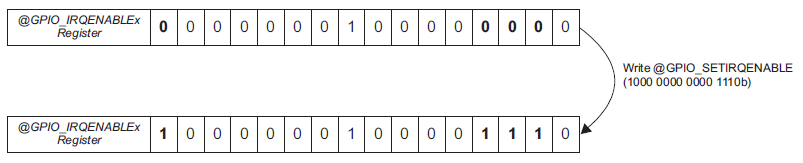 @GPIO_IRQENABLEx
Register
0 0 0 0 0 0 0 1 0 0 0 0 0 0 0 0
Write @GPIO_SETIRQENABLE
(1000 0000 0000 1110b)
@GPIO_IRQENABLEx
Register
1 0 0 0 0 0 0 1 0 0 0 0 1 1 1 0